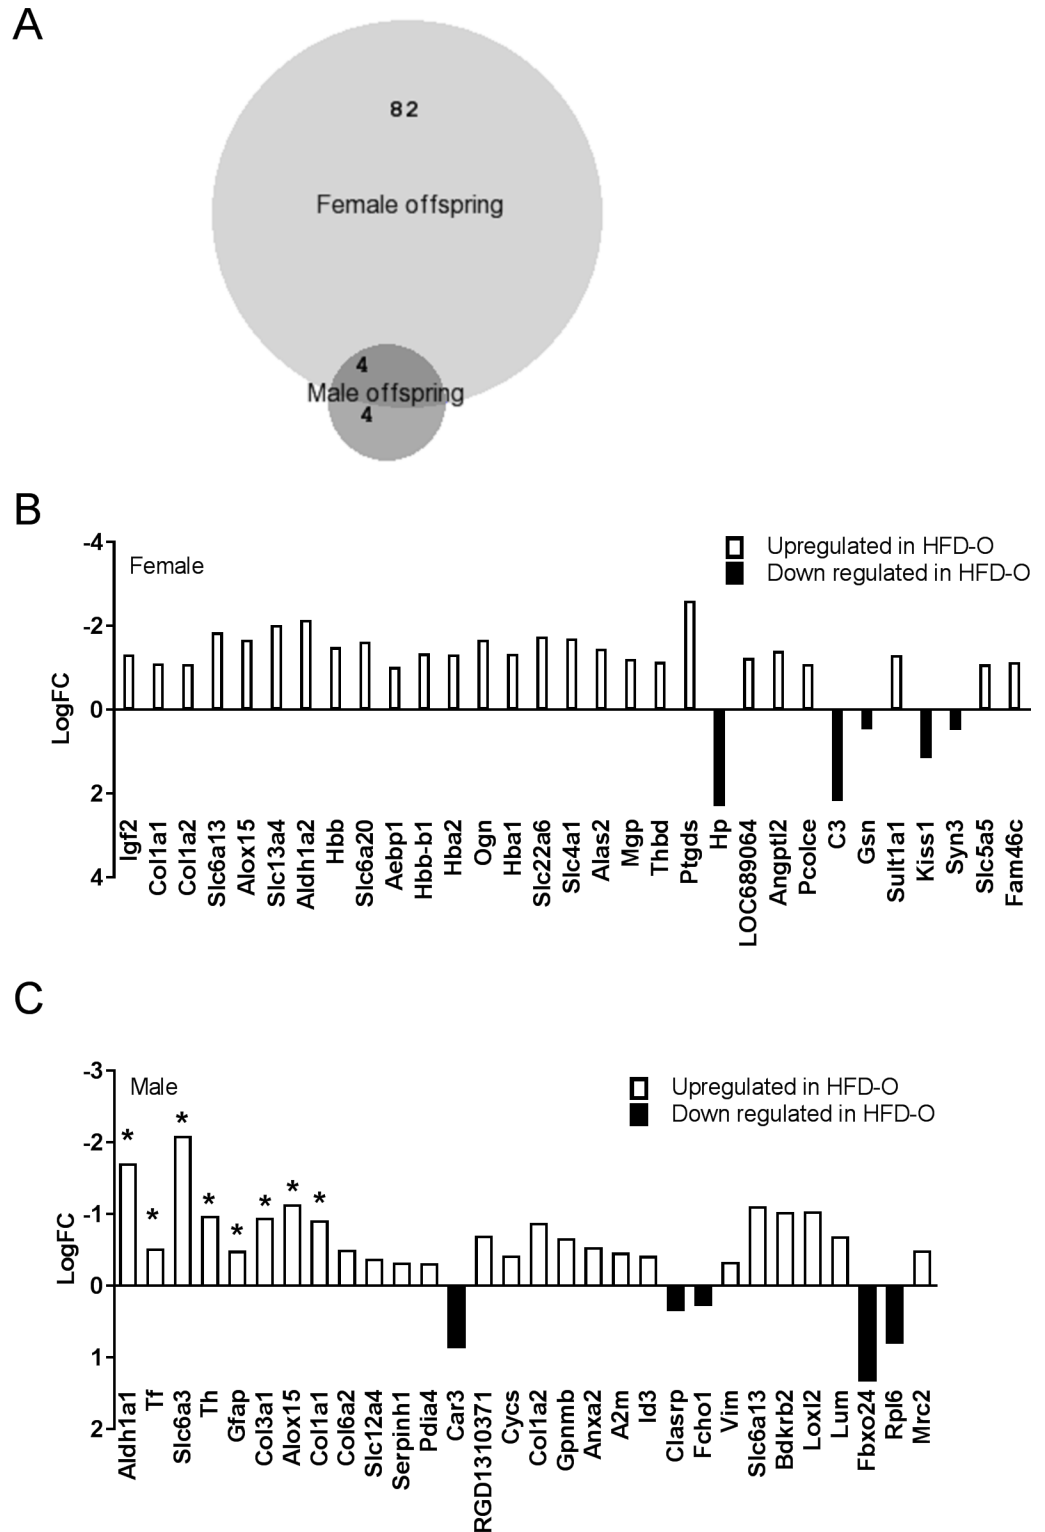 A
82
Female offspring
4
Male offspring
4
B
-4
-2
0
2
4
LogFC
Female
Upregulated in HFD-O
Down regulated in HFD-O
Igf2
Col1a1
Col1a2
Slc6a13
Alox15
Slc13a4
Aldh1a2
Hbb
Slc6a20
Aebp1
Hbb-b1
Hba2
Ogn
Hba1
Slc22a6
Slc4a1
Alas2
Mgp
Thbd
Ptgds
Hp
LOC689064
Angptl2
Pcolce
C3
Gsn
Sult1a1
Kiss1
Syn3
Slc5a5
Fam46c
C
-3
-2
-1
0
1
2
LogFC
Male
Upregulated in HFD-O
Down regulated in HFD-O
*
*
*
*
*
*
*
*
Aldh1a1
Tf
Slc6a3
Th
Gfap
Col3a1
Alox15
Col1a1
Col6a2
Slc12a4
Serpinh1
Pdia4
Car3
RGD1310371
Cycs
Col1a2
Gpnmb
Anxa2
A2m
Id3
Clasrp
Fcho1
Vim
Slc6a13
Bdkrb2
Loxl2
Lum
Fbxo24
Rpl6
Mrc2